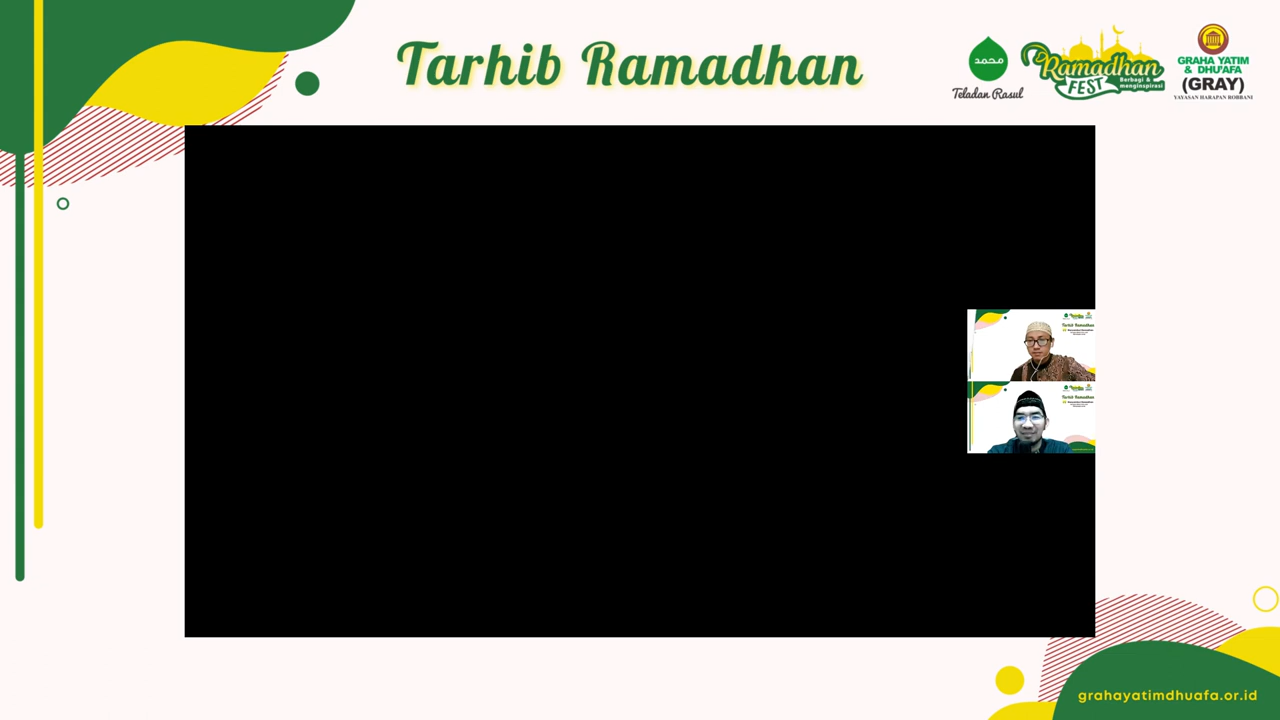 Tarhib Ramadhan
محمد
Teladan Rasul
Ramadhan
FEST
Berbagi &
menginspirasi
GRAHA YATIM
& DHU'AFA
(GRAY)
YAYASAN HARAPAN ROBBANI
Tarhib Ramadhan
Tarhib Ramadhan
grahayatimdhuafa.or.id